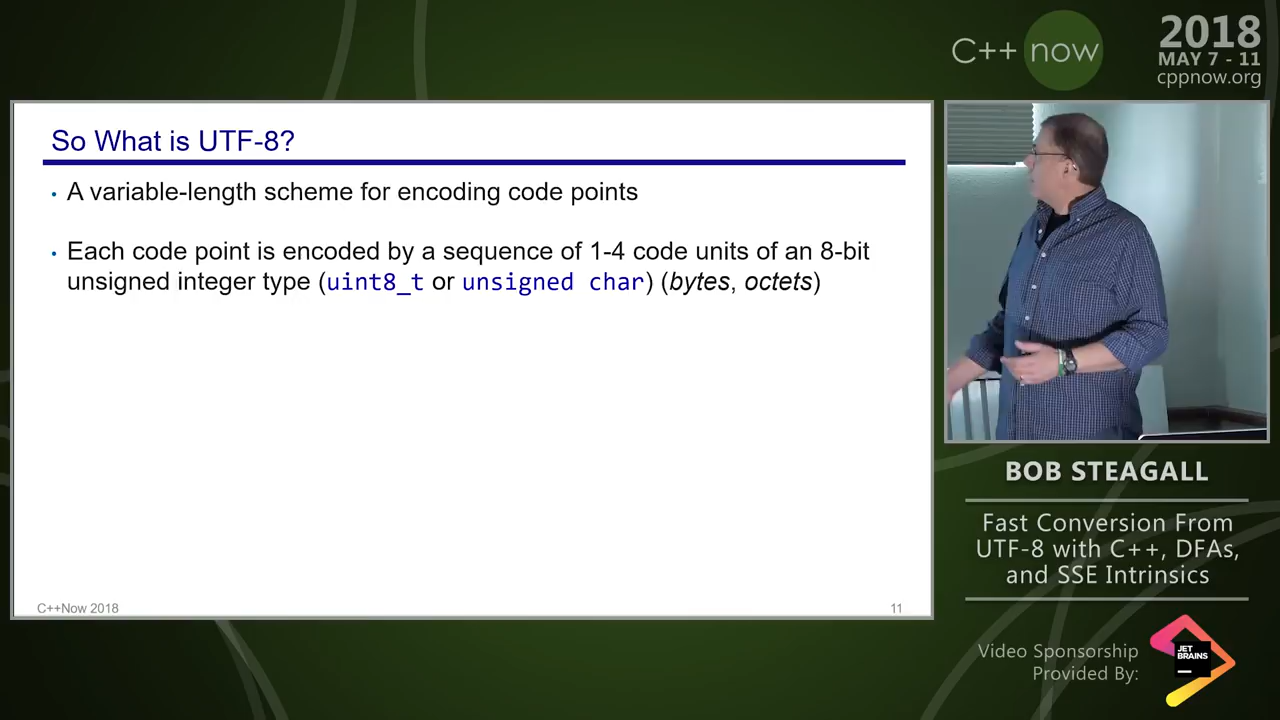 C++ now
2018
MAY 7 - 11
cppnow.org
So What is UTF-8?
• A variable-length scheme for encoding code points
• Each code point is encoded by a sequence of 1-4 code units of an 8-bit
unsigned integer type (uint8_t or unsigned char) (bytes, octets)
C++Now 2018
11
BOB STEAGALL
Fast Conversion From
UTF-8 with C++, DFAs,
and SSE Intrinsics
Video Sponsorship
Provided By:
JET
BRAINS